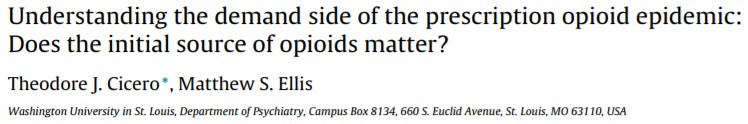 Understanding the demand side of the prescription opioid epidemic:
Does the initial source of opioids matter?
Theodore J. Cicero*, Matthew S. Ellis
Washington University in St. Louis, Department of Psychiatry, Campus Box 8134, 660 S. Euclid Avenue, St. Louis, MO 63110, USA